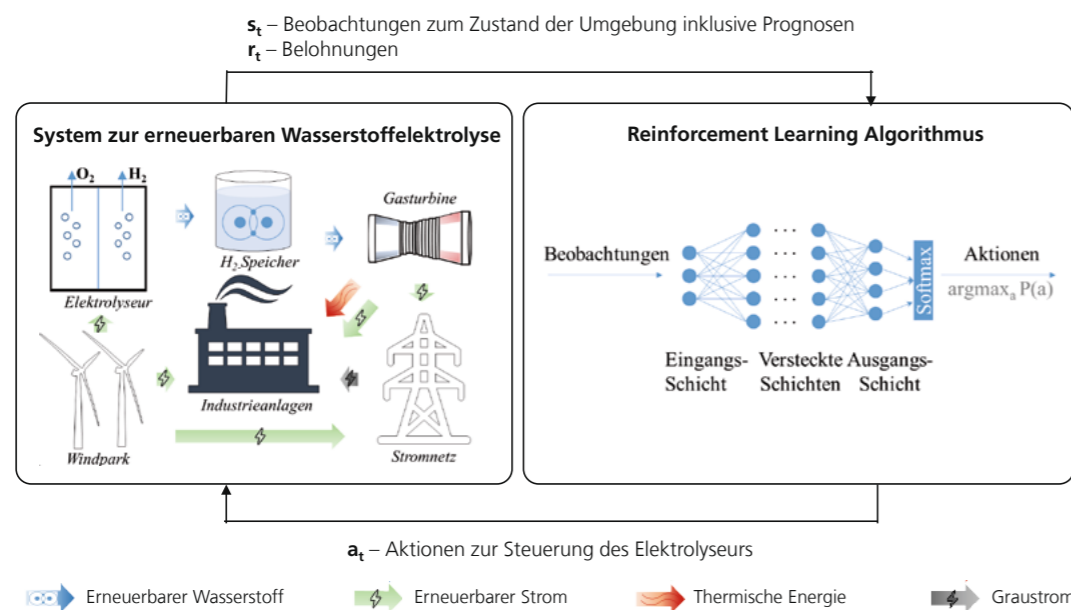 s_t – Beobachtungen zum Zustand der Umgebung inklusive Prognosen
r_t – Belohnungen
System zur erneuerbaren Wasserstoffelektrolyse
O₂ H₂
Elektrolyseur
H₂ Speicher
Gasturbine
Industrieanlagen
Windpark
Stromnetz
Reinforcement Learning Algorithmus
Beobachtungen
Softmax
Aktionen
argmax_a P(a)
Eingangs-
Schicht
Versteckte
Schichten
Ausgangs-
Schicht
a_t – Aktionen zur Steuerung des Elektrolyseurs
Erneuerbarer Wasserstoff
Erneuerbarer Strom
Thermische Energie
Graustrom